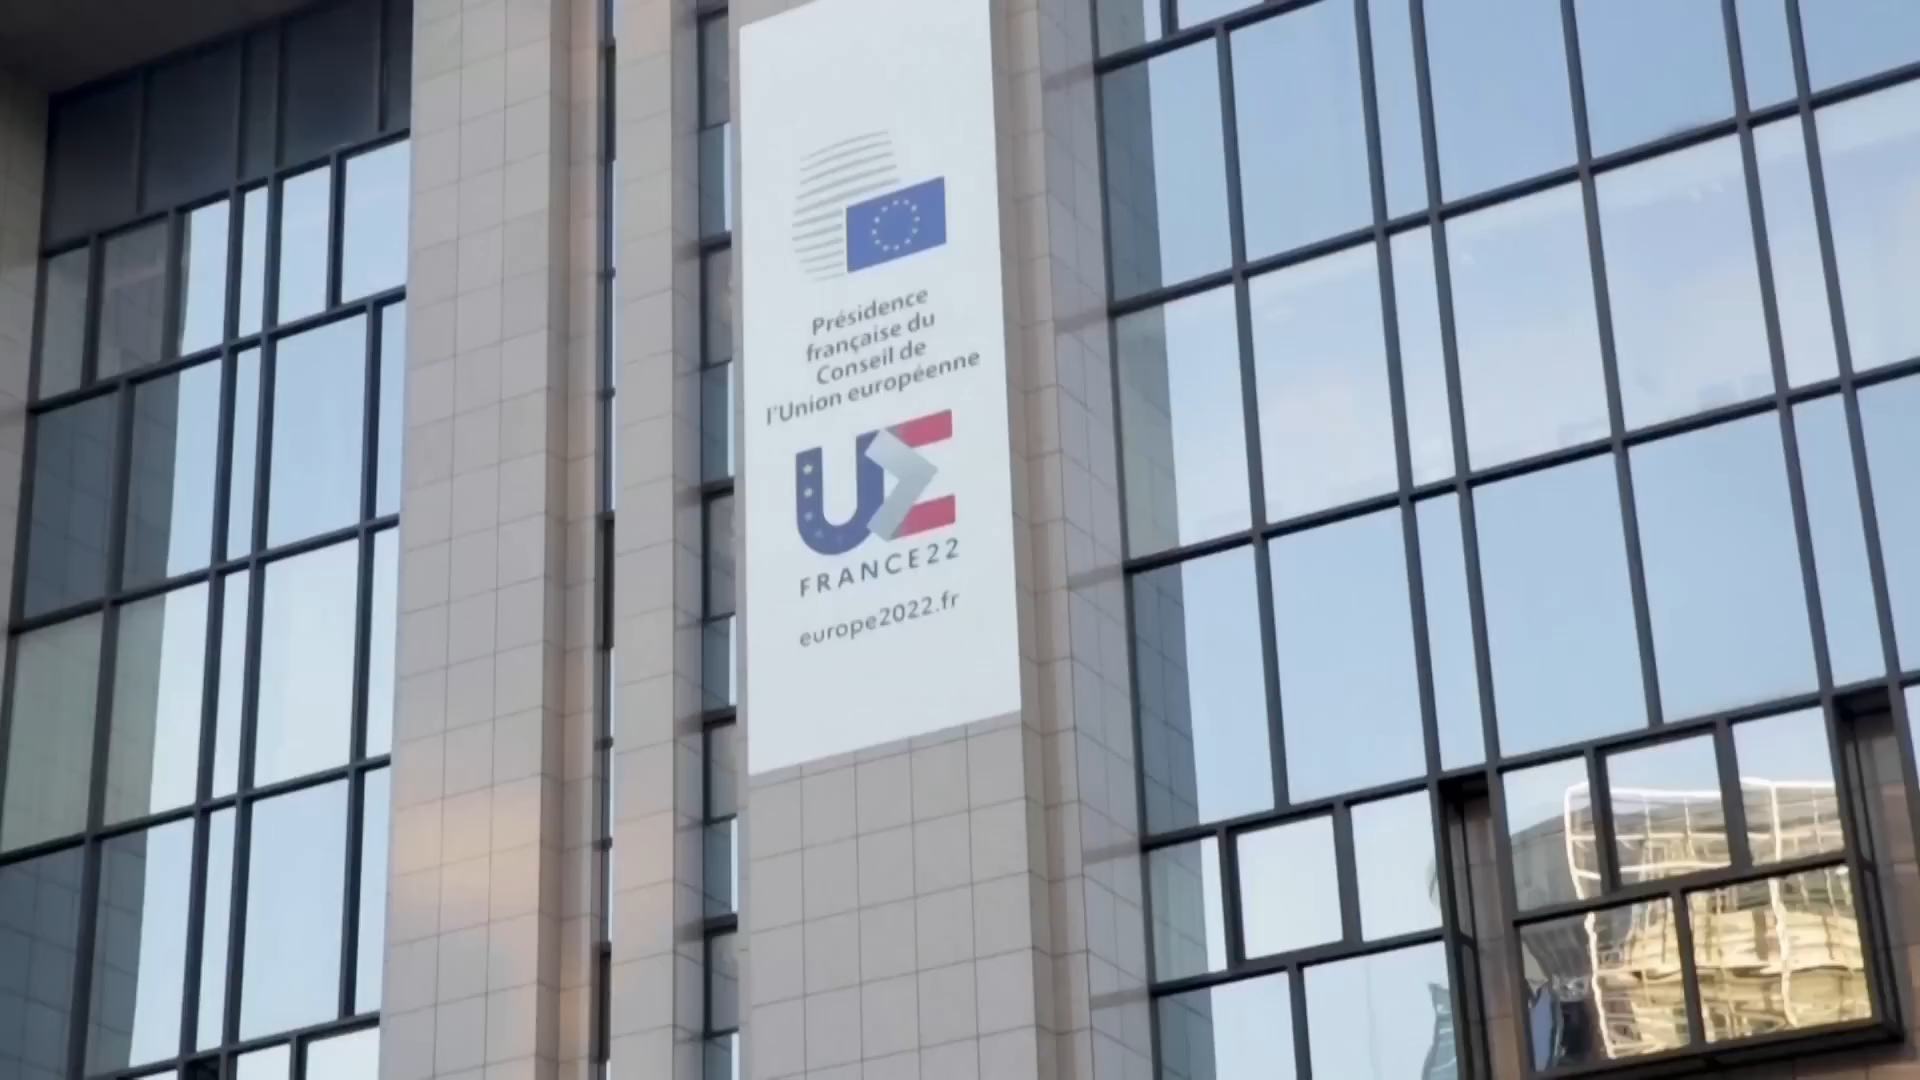 Présidence
française du
Conseil de
l'Union européenne
UE
FRANCE22
europe2022.fr